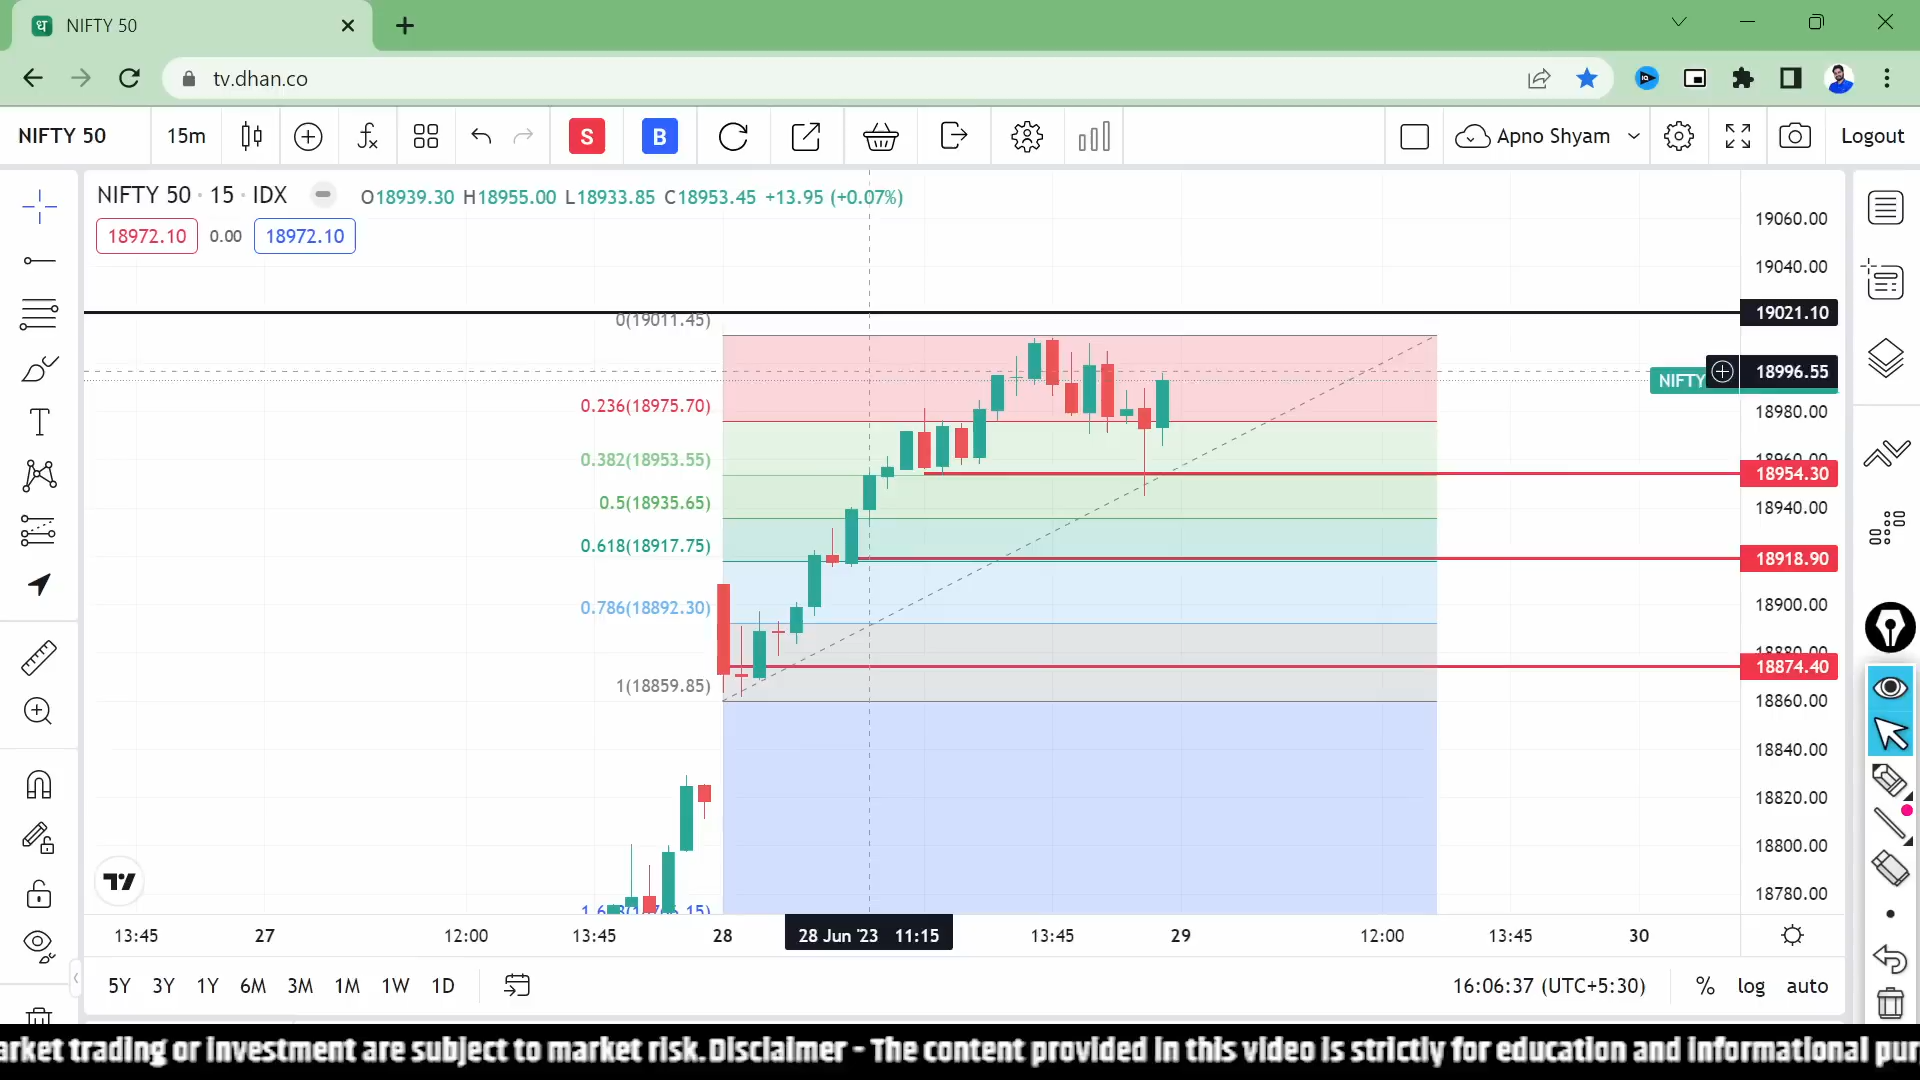 NIFTY 50
tv.dhan.co
NIFTY 50 15m S B Apno Shyam Logout
NIFTY 50 · 15 · IDX O18939.30 H18955.00 L18933.85 C18953.45 +13.95 (+0.07%)
18972.10 0.00 18972.10
19060.00
19040.00
19021.10
0(19011.45)
18996.55
NIFTY
0.236(18975.70)
18980.00
0.382(18953.55)
18960.00
18954.30
0.5(18935.65)
18940.00
0.618(18917.75)
18918.90
0.786(18892.30)
18900.00
18880.00
18874.40
1(18859.85)
18860.00
18840.00
18820.00
18800.00
18780.00
13:45 27 12:00 13:45 28 28 Jun '23 11:15 13:45 29 12:00 13:45 30
5Y 3Y 1Y 6M 3M 1M 1W 1D 16:06:37 (UTC+5:30) % log auto
arket trading or investment are subject to market risk.Disclaimer - The content provided in this video is strictly for education and informational pur